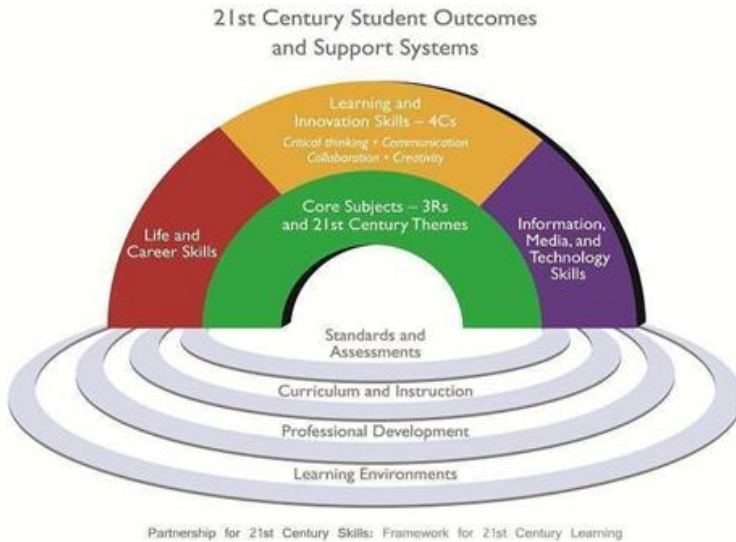 21st Century Student Outcomes
and Support Systems
Learning and
Innovation Skills – 4Cs
Critical thinking • Communication
Collaboration • Creativity
Core Subjects – 3Rs
and 21st Century Themes
Life and
Career Skills
Information,
Media, and
Technology
Skills
Standards and
Assessments
Curriculum and Instruction
Professional Development
Learning Environments
Partnership for 21st Century Skills: Framework for 21st Century Learning